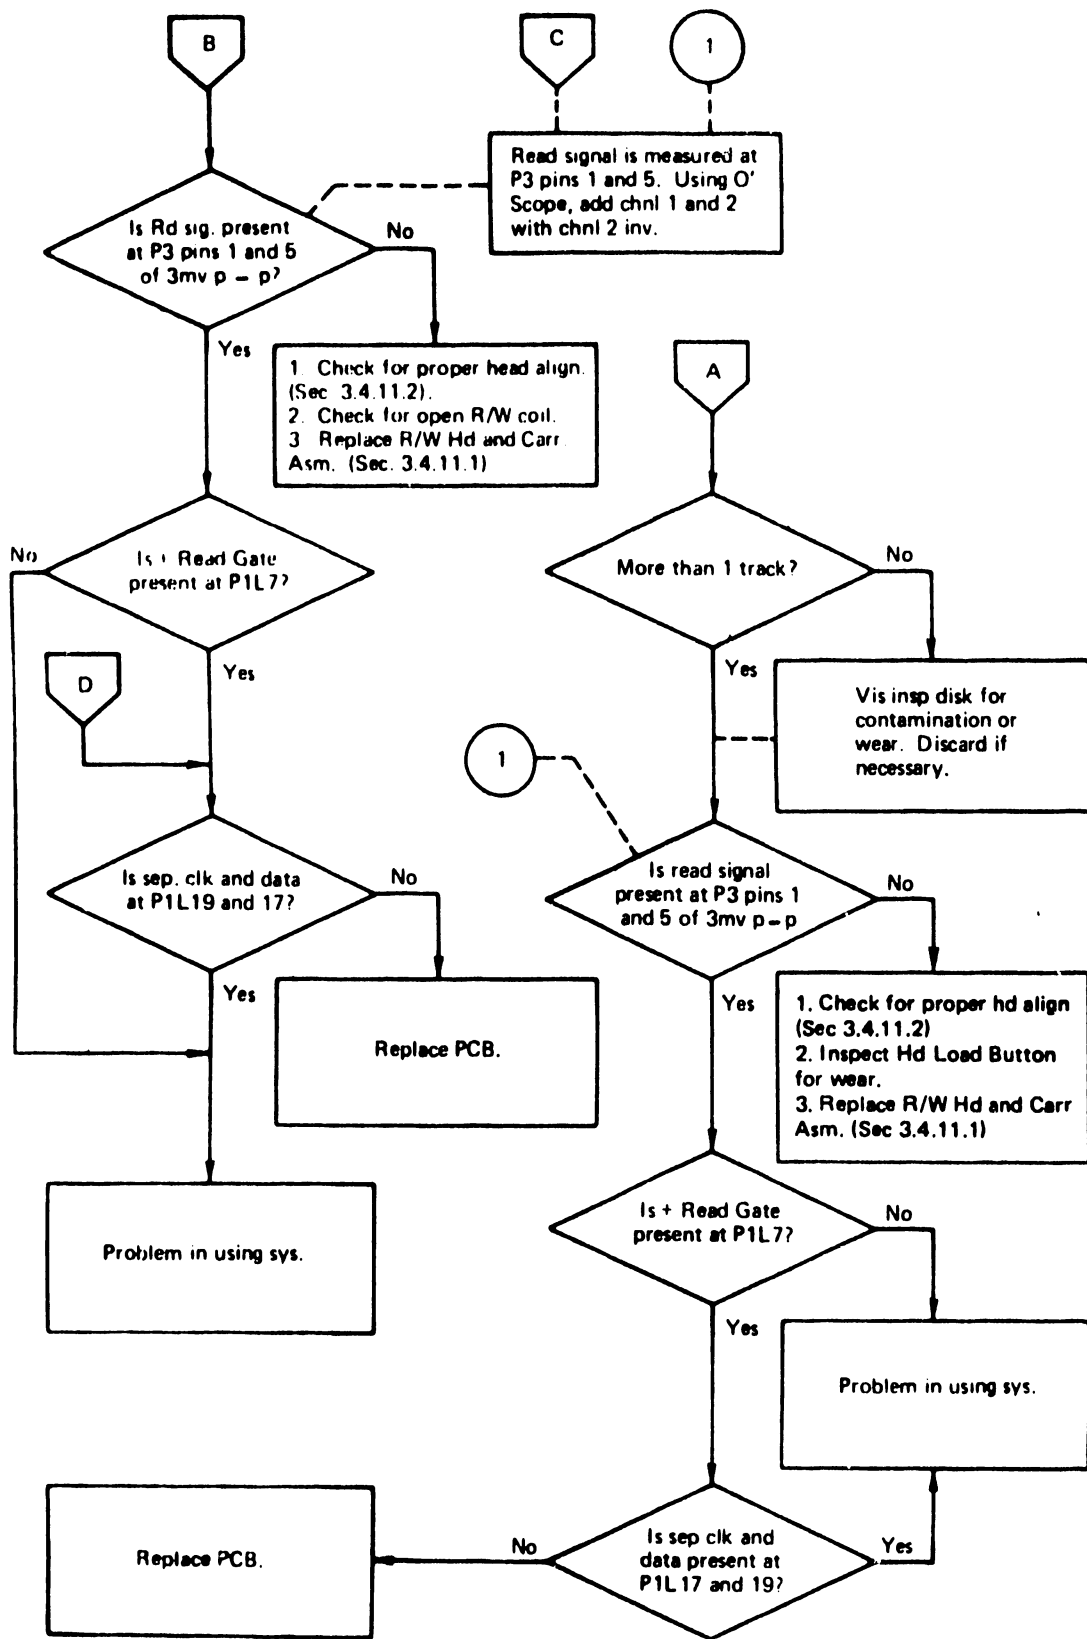 B
C
1
Read signal is measured at
P3 pins 1 and 5. Using O'
Scope, add chnl 1 and 2
with chnl 2 inv.
Is Rd sig. present
at P3 pins 1 and 5
of 3mv p - p?
No
Yes
1. Check for proper head align.
(Sec 3.4.11.2).
2. Check for open R/W coil.
3 Replace R/W Hd and Carr
Asm. (Sec. 3.4.11.1)
A
Is + Read Gate
present at P1L7?
No
Yes
More than 1 track?
No
Yes
D
Vis insp disk for
contamination or
wear. Discard if
necessary.
1
Is sep. clk and data
at P1L19 and 17?
No
Yes
Is read signal
present at P3 pins 1
and 5 of 3mv p - p
No
Yes
Replace PCB.
1. Check for proper hd align
(Sec 3.4.11.2)
2. Inspect Hd Load Button
for wear.
3. Replace R/W Hd and Carr
Asm. (Sec 3.4.11.1)
Problem in using sys.
Is + Read Gate
present at P1L7?
No
Yes
Problem in using sys.
Is sep clk and
data present at
P1L17 and 19?
No
Yes
Replace PCB.